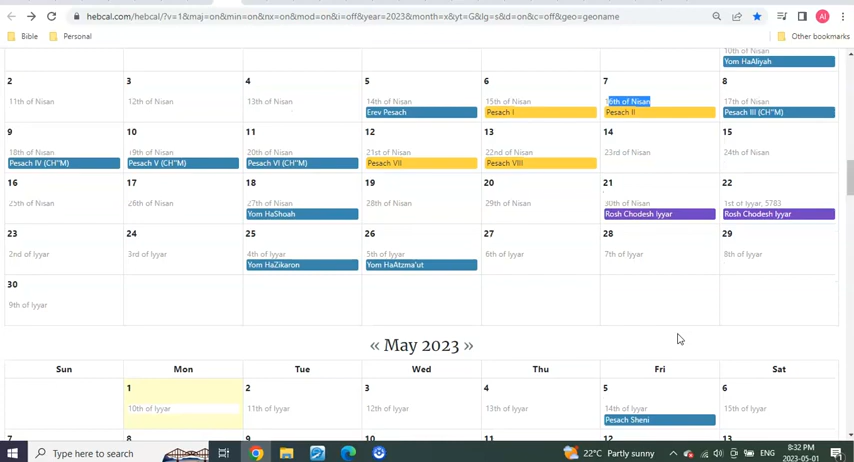 hebcal.com/hebcal/?v=1&maj=on&min=on&nx=on&mod=on&i=off&year=2023&month=x&yt=G&lg=s&d=on&c=off&geo=geoname
AI
Bible
Personal
Other bookmarks
10th of Nisan
Yom HaAliyah
2 3 4 5 6 7 8
11th of Nisan 12th of Nisan 13th of Nisan 14th of Nisan 15th of Nisan 16th of Nisan 17th of Nisan
Erev Pesach Pesach I Pesach II Pesach III (CH"M)
9 10 11 12 13 14 15
18th of Nisan 19th of Nisan 20th of Nisan 21st of Nisan 22nd of Nisan 23rd of Nisan 24th of Nisan
Pesach IV (CH"M) Pesach V (CH"M) Pesach VI (CH"M) Pesach VII Pesach VIII
16 17 18 19 20 21 22
25th of Nisan 26th of Nisan 27th of Nisan 28th of Nisan 29th of Nisan 30th of Nisan 1st of Iyyar, 5783
Yom HaShoah Rosh Chodesh Iyyar Rosh Chodesh Iyyar
23 24 25 26 27 28 29
2nd of Iyyar 3rd of Iyyar 4th of Iyyar 5th of Iyyar 6th of Iyyar 7th of Iyyar 8th of Iyyar
Yom HaZikaron Yom HaAtzma'ut
30
9th of Iyyar
« May 2023 »
Sun Mon Tue Wed Thu Fri Sat
1 2 3 4 5 6
10th of Iyyar 11th of Iyyar 12th of Iyyar 13th of Iyyar 14th of Iyyar 15th of Iyyar
Pesach Sheni
7 8 9 10 11 12 13
Type here to search
22°C Partly sunny
ENG
8:32 PM
2023-05-01